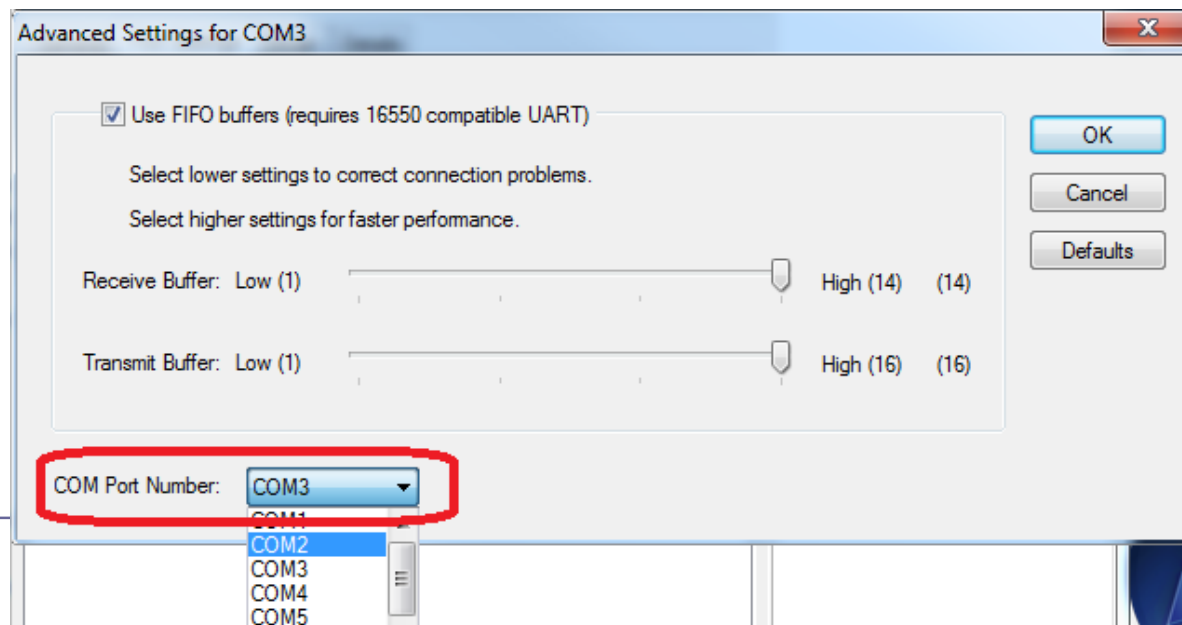 Advanced Settings for COM3
Use FIFO buffers (requires 16550 compatible UART)
OK
Select lower settings to correct connection problems.
Cancel
Select higher settings for faster performance.
Defaults
Receive Buffer: Low (1) High (14) (14)
Transmit Buffer: Low (1) High (16) (16)
COM Port Number: COM3
COM1
COM2
COM3
COM4
COM5